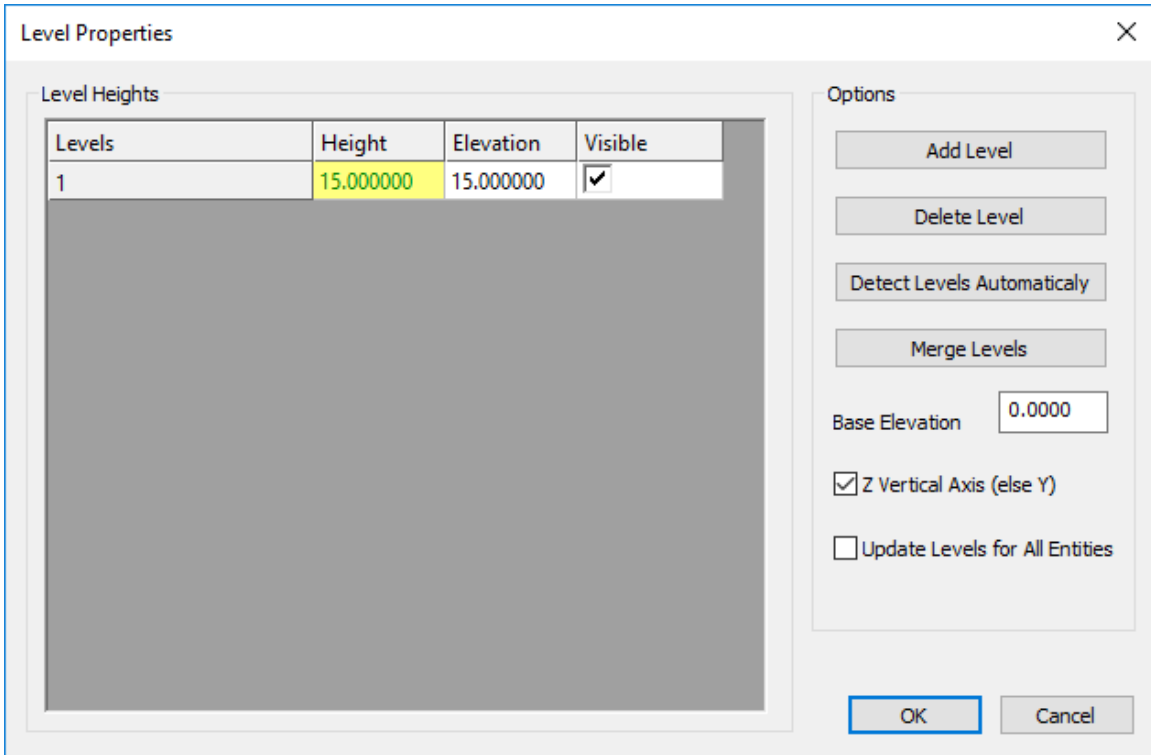 Level Properties
Level Heights
Levels Height Elevation Visible
1 15.000000 15.000000
Options
Add Level
Delete Level
Detect Levels Automaticaly
Merge Levels
Base Elevation 0.0000
Z Vertical Axis (else Y)
Update Levels for All Entities
OK Cancel